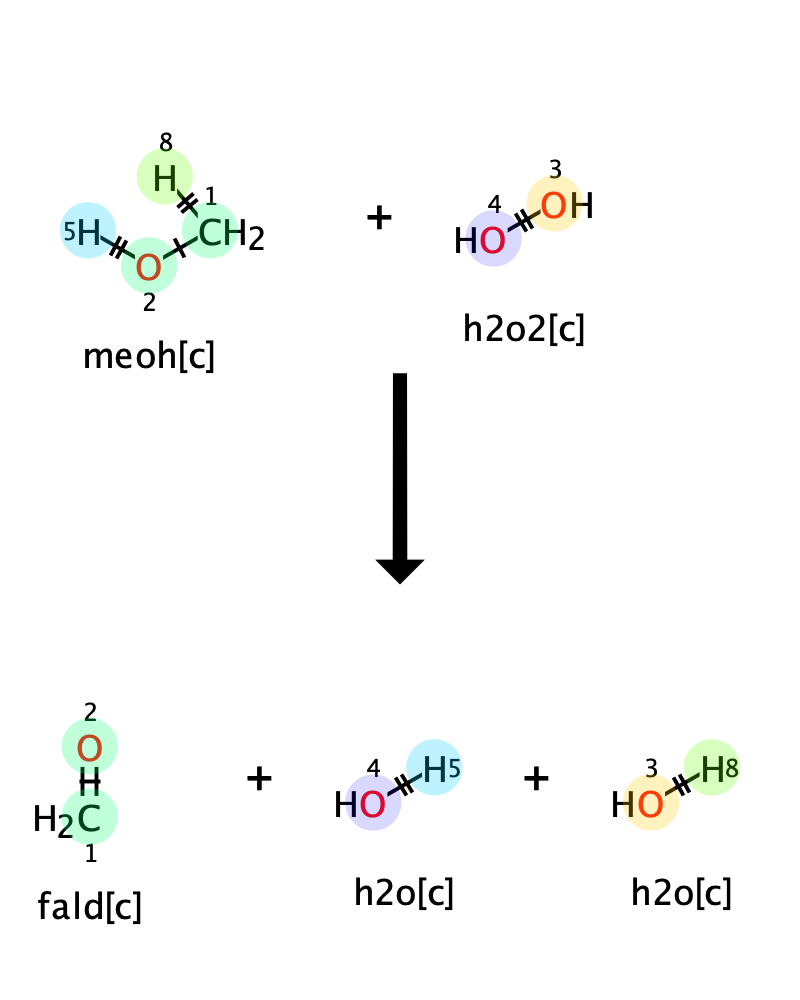 8
H 1
5H CH2
O
2
meoh[c]
+
3
4 OH
HO
h2o2[c]
2
O
H2C
1
fald[c]
+
4 H5
HO
h2o[c]
+
3 H8
HO
h2o[c]